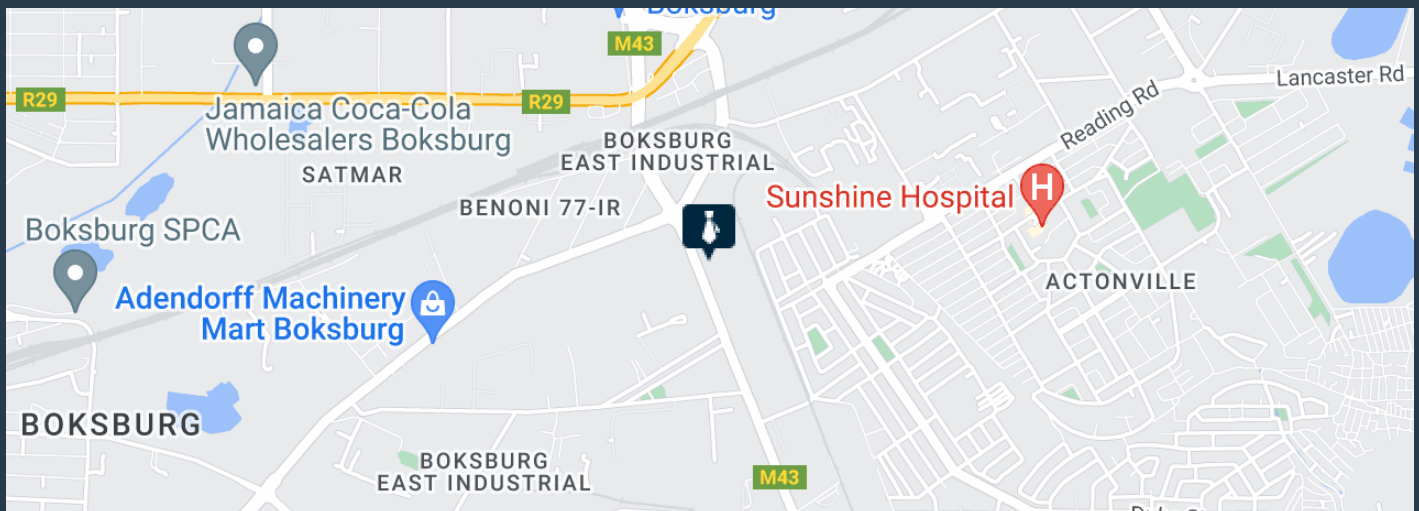 Boksburg
M43
R29
R29
Lancaster Rd
Reading Rd
Jamaica Coca-Cola
Wholesalers Boksburg
BOKSBURG
EAST INDUSTRIAL
SATMAR
Sunshine Hospital
H
BENONI 77-IR
Boksburg SPCA
ACTONVILLE
Adendorff Machinery
Mart Boksburg
BOKSBURG
BOKSBURG
EAST INDUSTRIAL
M43